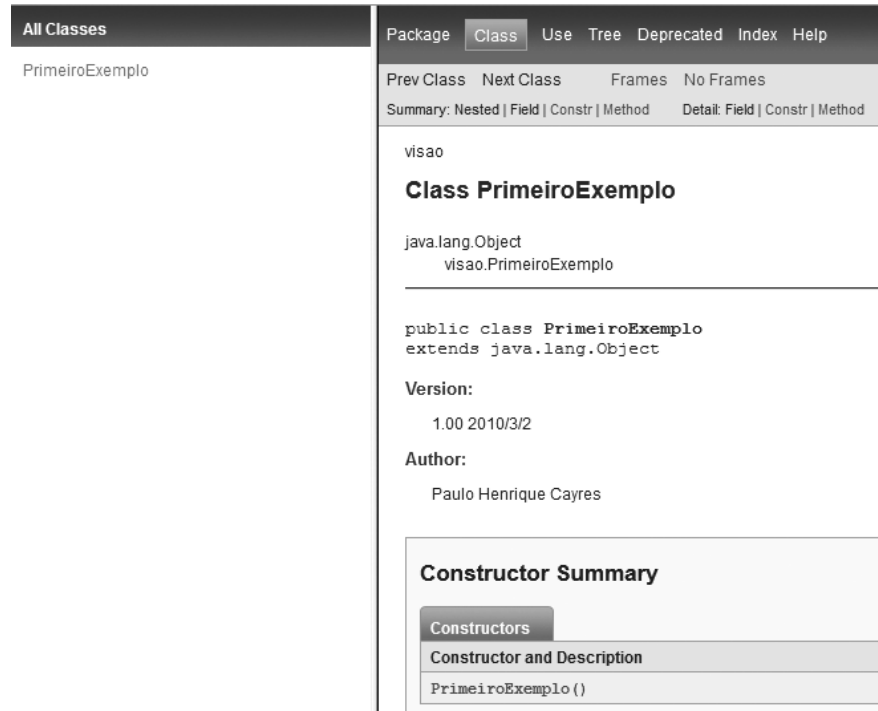 All Classes
PrimeiroExemplo
Package Class Use Tree Deprecated Index Help
Prev Class Next Class Frames No Frames
Summary: Nested | Field | Constr | Method Detail: Field | Constr | Method
visao
Class PrimeiroExemplo
java.lang.Object
visao.PrimeiroExemplo
public class PrimeiroExemplo
extends java.lang.Object
Version:
1.00 2010/3/2
Author:
Paulo Henrique Cayres
Constructor Summary
Constructors
Constructor and Description
PrimeiroExemplo()